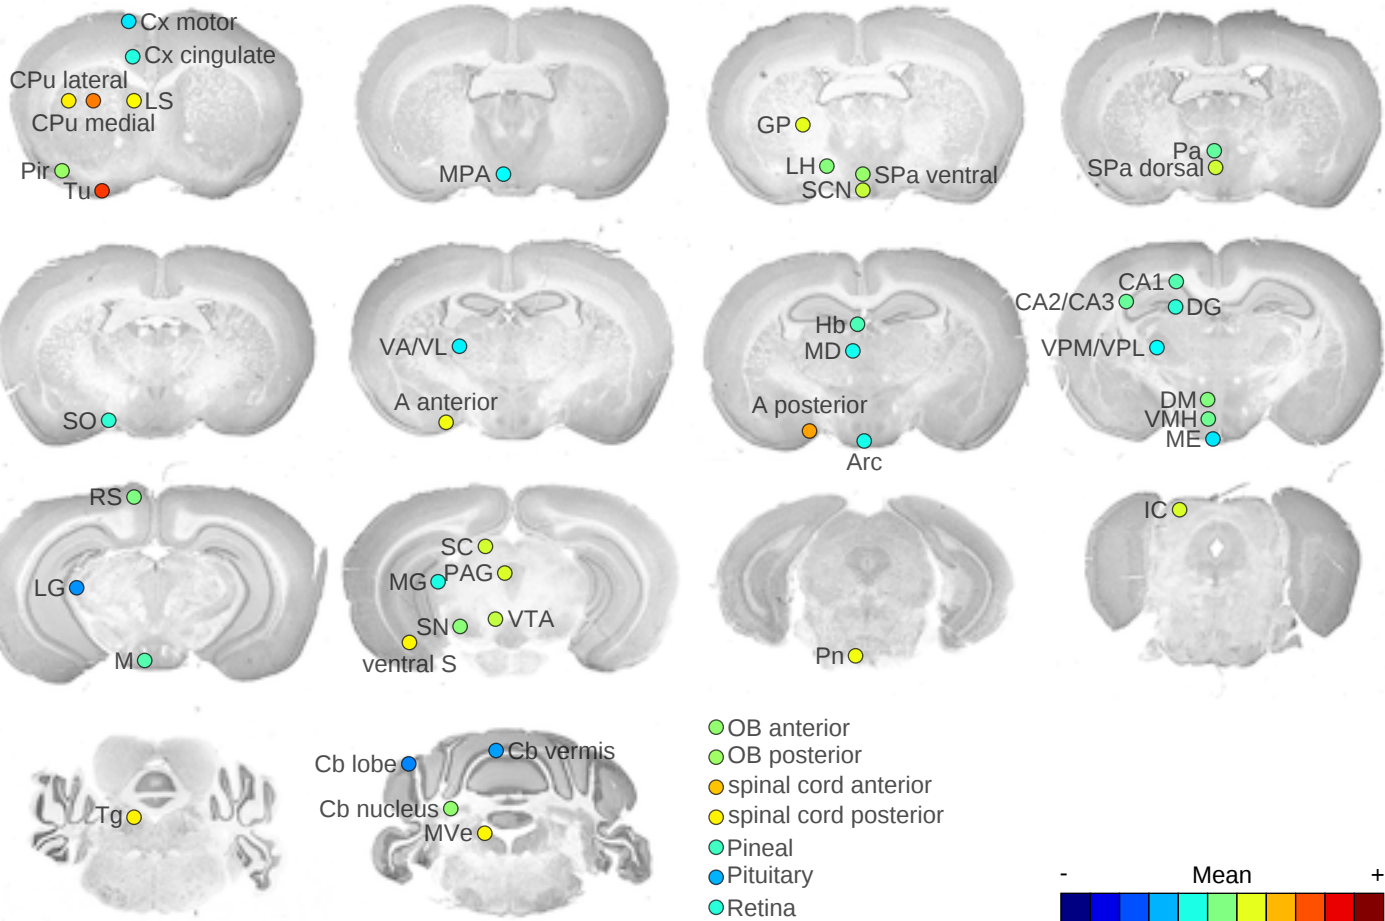 Cx motor
Cx cingulate
CPu lateral
LS
CPu medial
Pir
Tu
MPA
GP
LH
SPa ventral
SCN
Pa
SPa dorsal
SO
VA/VL
A anterior
Hb
MD
A posterior
Arc
CA1
CA2/CA3
DG
VPM/VPL
DM
VMH
ME
RS
LG
M
SC
MG
PAG
SN
VTA
ventral S
Pn
IC
Tg
Cb lobe
Cb vermis
Cb nucleus
MVe
OB anterior
OB posterior
spinal cord anterior
spinal cord posterior
Pineal
Pituitary
Retina
- Mean +